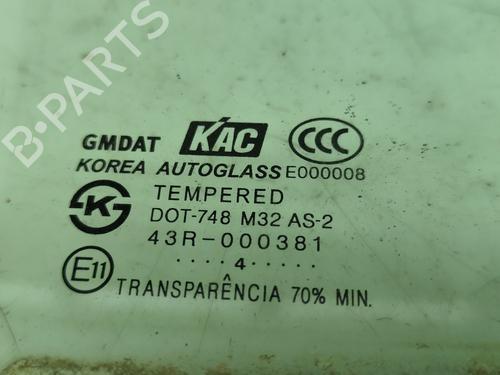 B-PARTS
GMDAT KAC CCC
KOREA AUTOGLASS E000008
KS TEMPERED
DOT-748 M32 AS-2
43R-000381
....4.....
E11 TRANSPARÊNCIA 70% MIN.